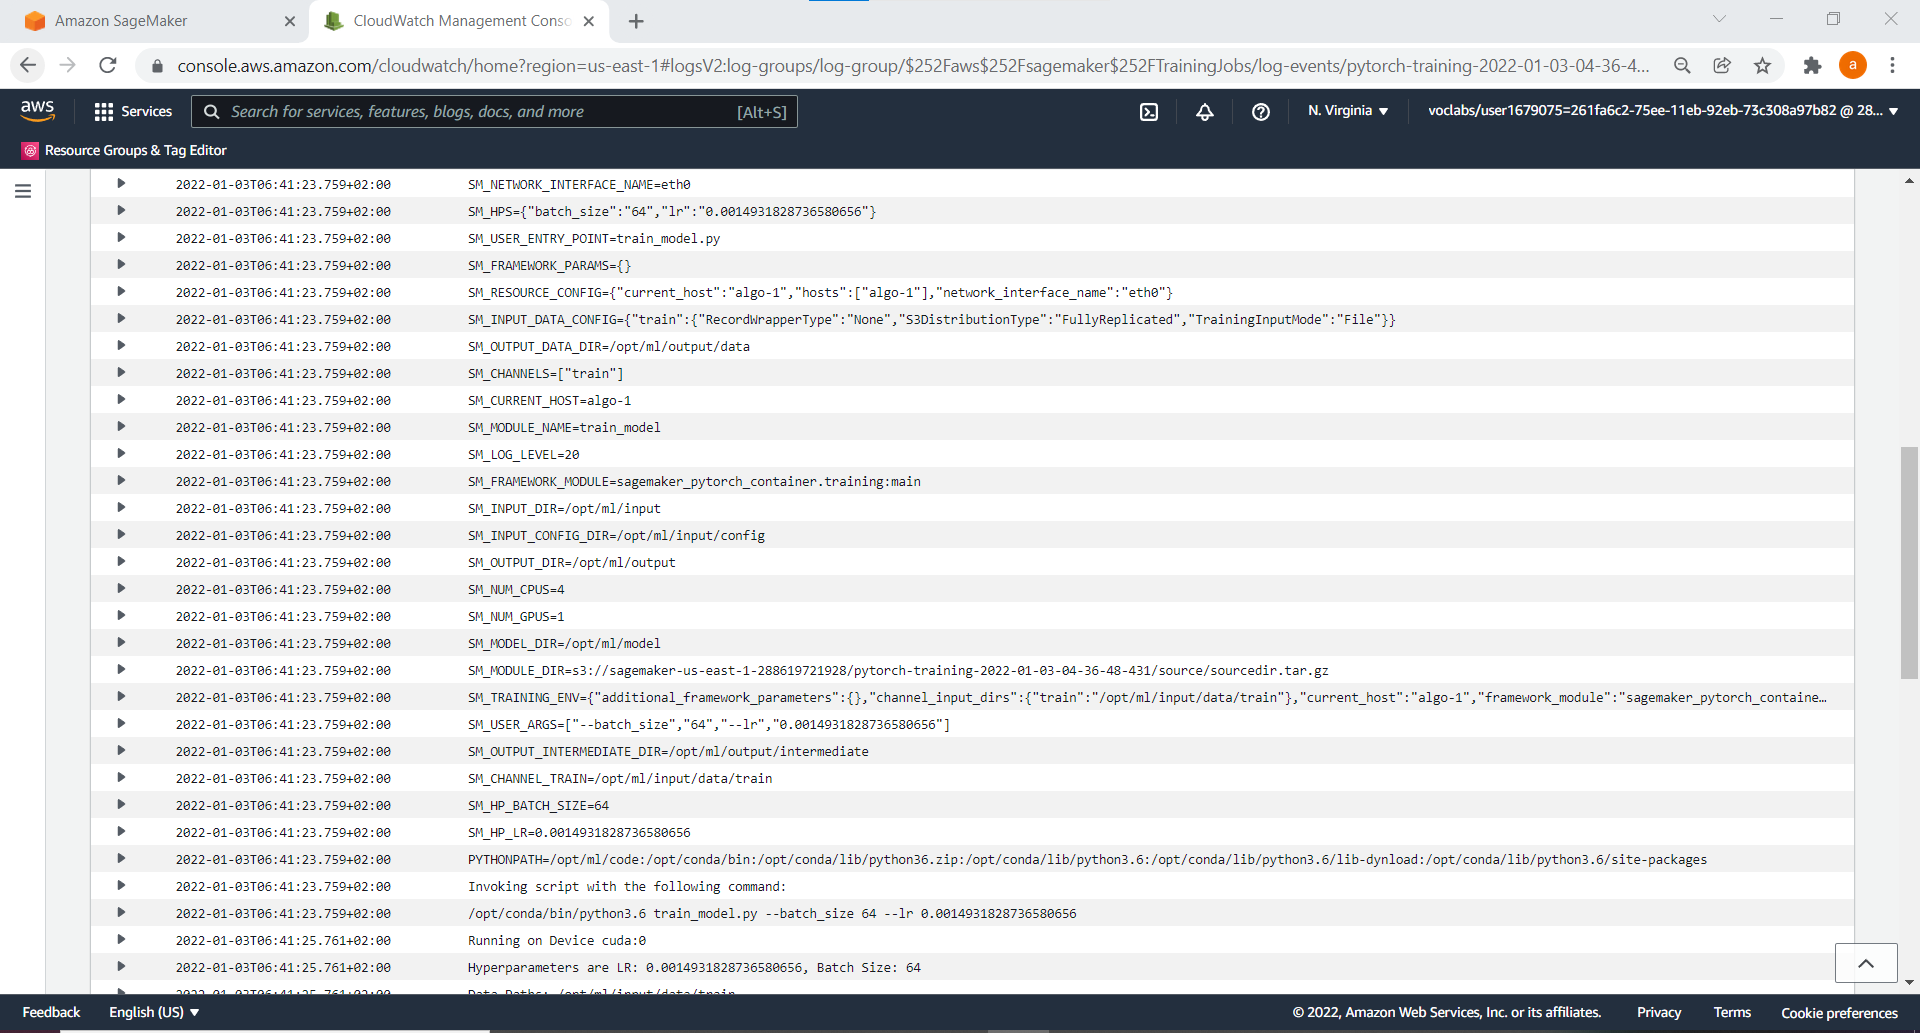 Amazon SageMaker
CloudWatch Management Conso
console.aws.amazon.com/cloudwatch/home?region=us-east-1#logsV2:log-groups/log-group/$252Faws$252Fsagemaker$252FTrainingJobs/log-events/pytorch-training-2022-01-03-04-36-4...
a
aws
Services
Search for services, features, blogs, docs, and more
[Alt+S]
N. Virginia
voclabs/user1679075=261fa6c2-75ee-11eb-92eb-73c308a97b82 @ 28...
Resource Groups & Tag Editor
2022-01-03T06:41:23.759+02:00 SM_NETWORK_INTERFACE_NAME=eth0
2022-01-03T06:41:23.759+02:00 SM_HPS={"batch_size":"64","lr":"0.0014931828736580656"}
2022-01-03T06:41:23.759+02:00 SM_USER_ENTRY_POINT=train_model.py
2022-01-03T06:41:23.759+02:00 SM_FRAMEWORK_PARAMS={}
2022-01-03T06:41:23.759+02:00 SM_RESOURCE_CONFIG={"current_host":"algo-1","hosts":["algo-1"],"network_interface_name":"eth0"}
2022-01-03T06:41:23.759+02:00 SM_INPUT_DATA_CONFIG={"train":{"RecordWrapperType":"None","S3DistributionType":"FullyReplicated","TrainingInputMode":"File"}}
2022-01-03T06:41:23.759+02:00 SM_OUTPUT_DATA_DIR=/opt/ml/output/data
2022-01-03T06:41:23.759+02:00 SM_CHANNELS=["train"]
2022-01-03T06:41:23.759+02:00 SM_CURRENT_HOST=algo-1
2022-01-03T06:41:23.759+02:00 SM_MODULE_NAME=train_model
2022-01-03T06:41:23.759+02:00 SM_LOG_LEVEL=20
2022-01-03T06:41:23.759+02:00 SM_FRAMEWORK_MODULE=sagemaker_pytorch_container.training:main
2022-01-03T06:41:23.759+02:00 SM_INPUT_DIR=/opt/ml/input
2022-01-03T06:41:23.759+02:00 SM_INPUT_CONFIG_DIR=/opt/ml/input/config
2022-01-03T06:41:23.759+02:00 SM_OUTPUT_DIR=/opt/ml/output
2022-01-03T06:41:23.759+02:00 SM_NUM_CPUS=4
2022-01-03T06:41:23.759+02:00 SM_NUM_GPUS=1
2022-01-03T06:41:23.759+02:00 SM_MODEL_DIR=/opt/ml/model
2022-01-03T06:41:23.759+02:00 SM_MODULE_DIR=s3://sagemaker-us-east-1-288619721928/pytorch-training-2022-01-03-04-36-48-431/source/sourcedir.tar.gz
2022-01-03T06:41:23.759+02:00 SM_TRAINING_ENV={"additional_framework_parameters":{},"channel_input_dirs":{"train":"/opt/ml/input/data/train"},"current_host":"algo-1","framework_module":"sagemaker_pytorch_containe…
2022-01-03T06:41:23.759+02:00 SM_USER_ARGS=["--batch_size","64","--lr","0.0014931828736580656"]
2022-01-03T06:41:23.759+02:00 SM_OUTPUT_INTERMEDIATE_DIR=/opt/ml/output/intermediate
2022-01-03T06:41:23.759+02:00 SM_CHANNEL_TRAIN=/opt/ml/input/data/train
2022-01-03T06:41:23.759+02:00 SM_HP_BATCH_SIZE=64
2022-01-03T06:41:23.759+02:00 SM_HP_LR=0.0014931828736580656
2022-01-03T06:41:23.759+02:00 PYTHONPATH=/opt/ml/code:/opt/conda/bin:/opt/conda/lib/python36.zip:/opt/conda/lib/python3.6:/opt/conda/lib/python3.6/lib-dynload:/opt/conda/lib/python3.6/site-packages
2022-01-03T06:41:23.759+02:00 Invoking script with the following command:
2022-01-03T06:41:23.759+02:00 /opt/conda/bin/python3.6 train_model.py --batch_size 64 --lr 0.0014931828736580656
2022-01-03T06:41:25.761+02:00 Running on Device cuda:0
2022-01-03T06:41:25.761+02:00 Hyperparameters are LR: 0.0014931828736580656, Batch Size: 64
2022-01-03T06:41:25.761+02:00 Data Paths: /opt/ml/input/data/train
Feedback
English (US)
© 2022, Amazon Web Services, Inc. or its affiliates.
Privacy
Terms
Cookie preferences